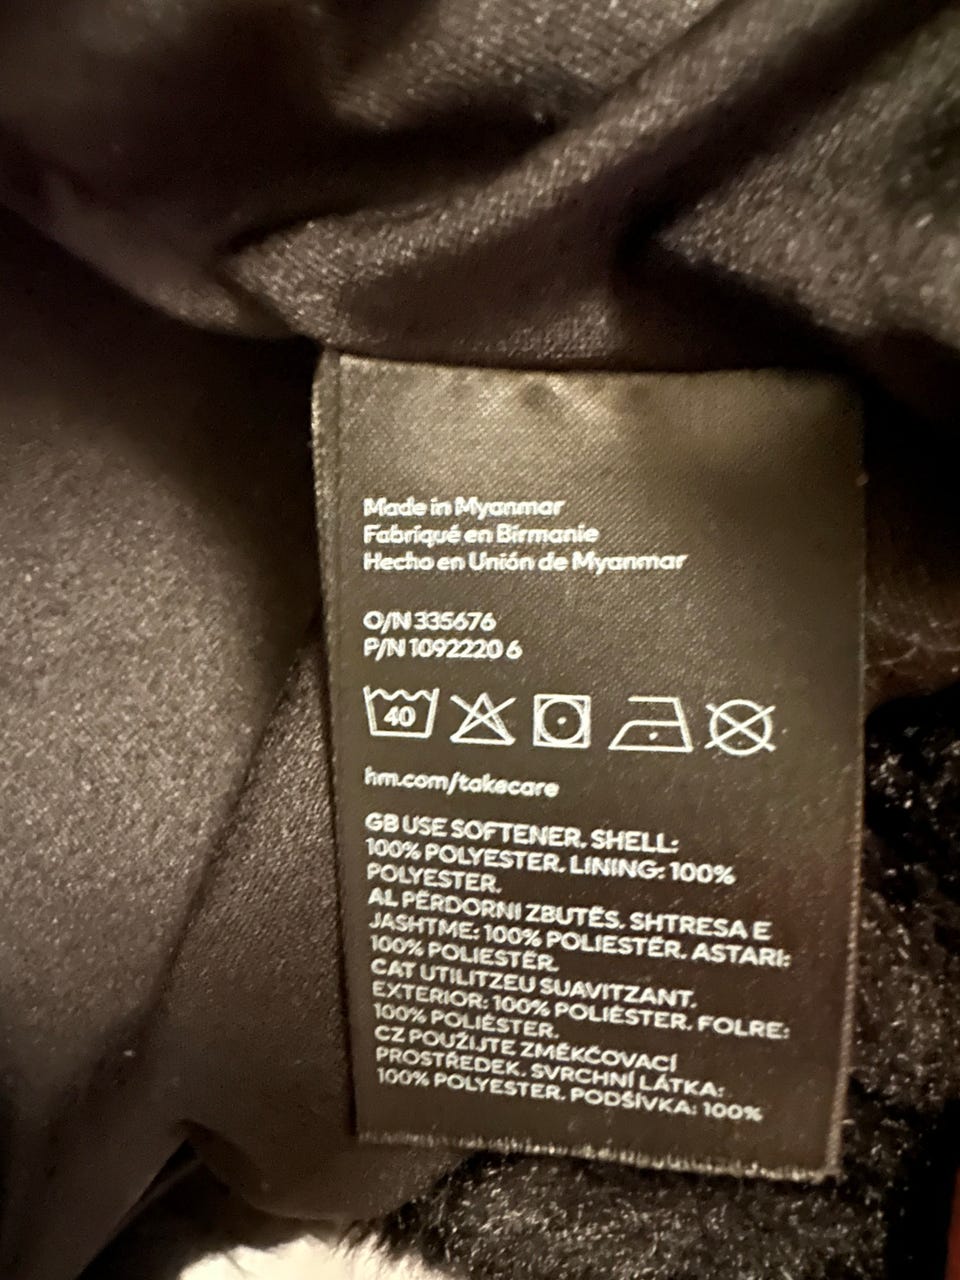 Made in Myanmar
Fabriqué en Birmanie
Hecho en Unión de Myanmar
O/N 335676
P/N 1092220 6
40
hm.com/takecare
GB USE SOFTENER. SHELL:
100% POLYESTER. LINING: 100%
POLYESTER.
AL PËRDORNI ZBUTËS. SHTRESA E
JASHTME: 100% POLIESTËR. ASTARI:
100% POLIESTËR.
CAT UTILITZEU SUAVITZANT.
EXTERIOR: 100% POLIÈSTER. FOLRE:
100% POLIÈSTER.
CZ POUŽIJTE ZMĚKČOVACÍ
PROSTŘEDEK. SVRCHNÍ LÁTKA:
100% POLYESTER. PODŠÍVKA: 100%